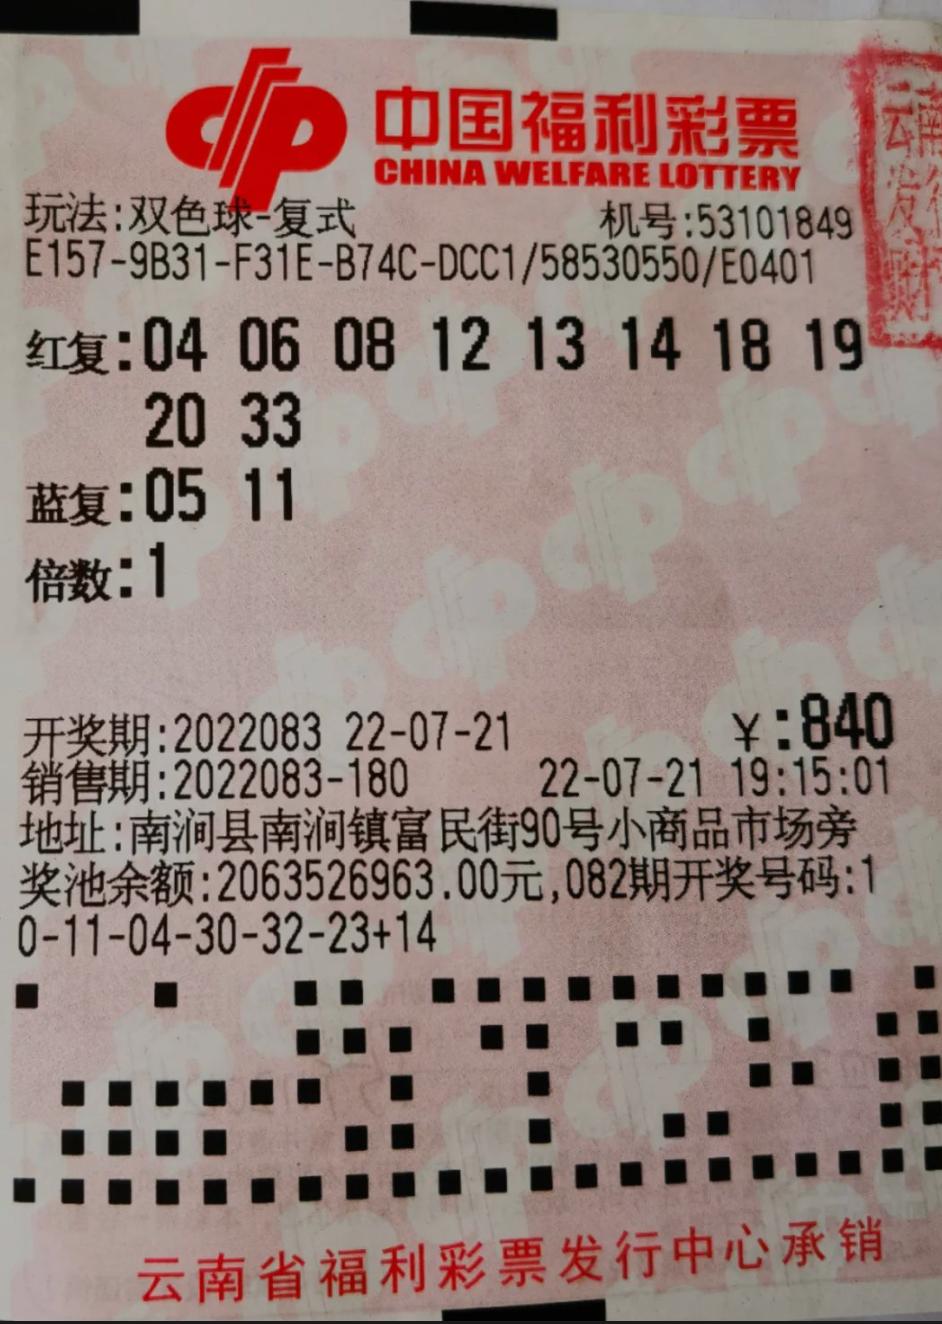 中国福利彩票
CHINA WELFARE LOTTERY
玩法:双色球-复式 机号:53101849
E157-9B31-F31E-B74C-DCC1/58530550/E0401
红复:04 06 08 12 13 14 18 19
20 33
蓝复:05 11
倍数:1
开奖期:2022083 22-07-21 ¥:840
销售期:2022083-180 22-07-21 19:15:01
地址:南涧县南涧镇富民街90号小商品市场旁
奖池余额:2063526963.00元,082期开奖号码:1
0-11-04-30-32-23+14
云南省福利彩票发行中心承销